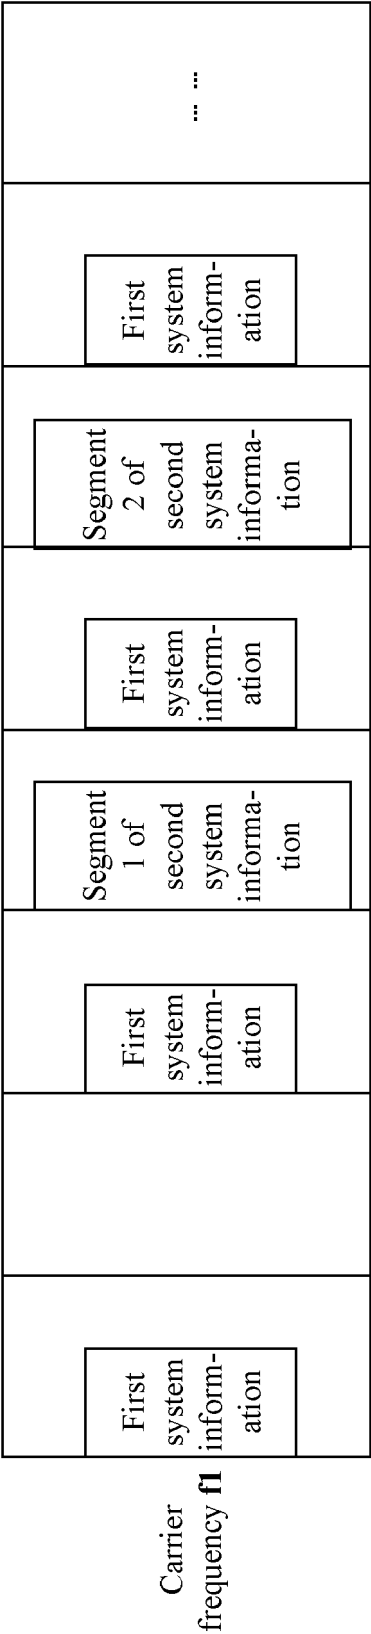 Carrier
frequency f1
First
system
inform-
ation
First
system
inform-
ation
Segment
1 of
second
system
informa-
tion
First
system
inform-
ation
Segment
2 of
second
system
informa-
tion
First
system
inform-
ation
... ...